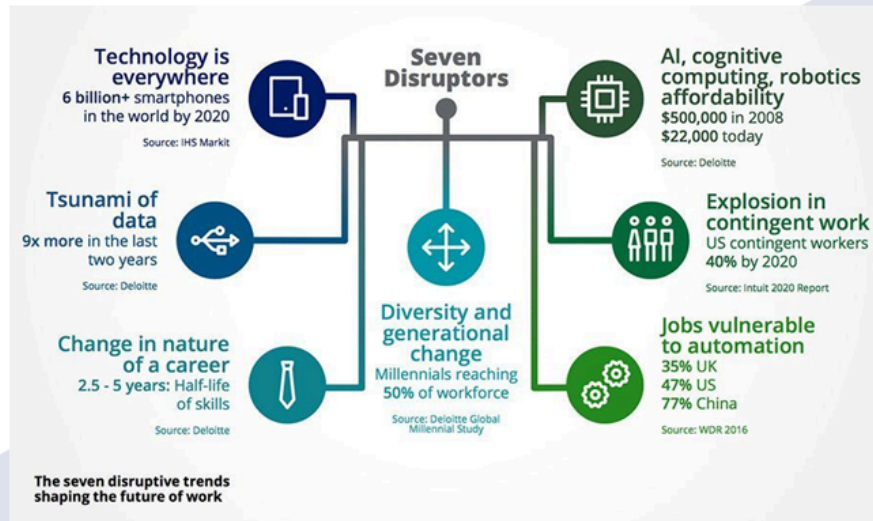 Seven
Disruptors
Technology is
everywhere
6 billion+ smartphones
in the world by 2020
Source: IHS Markit
Tsunami of
data
9x more in the last
two years
Source: Deloitte
Change in nature
of a career
2.5 - 5 years: Half-life
of skills
Source: Deloitte
Diversity and
generational
change
Millennials reaching
50% of workforce
Source: Deloitte Global
Millennial Study
AI, cognitive
computing, robotics
affordability
$500,000 in 2008
$22,000 today
Source: Deloitte
Explosion in
contingent work
US contingent workers
40% by 2020
Source: Intuit 2020 Report
Jobs vulnerable
to automation
35% UK
47% US
77% China
Source: WDR 2016
The seven disruptive trends
shaping the future of work